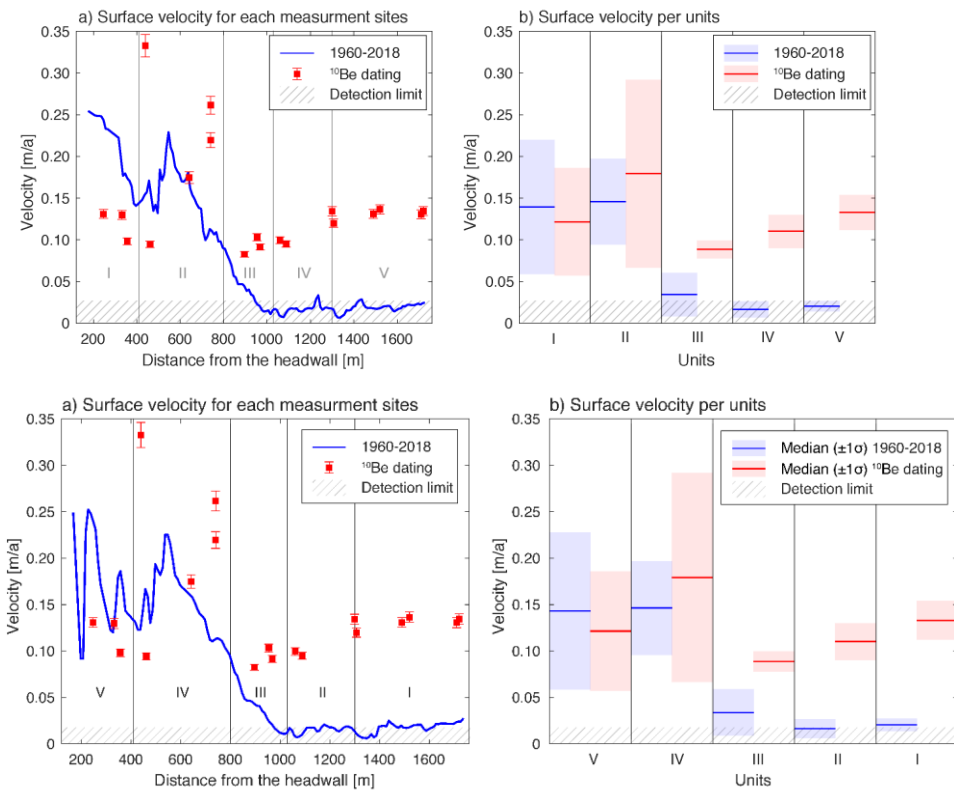 a) Surface velocity for each measurment sites
0.35
0.30
0.25
0.20
0.15
0.10
0.05
0
Velocity [m/a]
1960-2018
¹⁰Be dating
Detection limit
I II III IV V
200 400 600 800 1000 1200 1400 1600
Distance from the headwall [m]
b) Surface velocity per units
0.35
0.30
0.25
0.20
0.15
0.10
0.05
0
Velocity [m/a]
1960-2018
¹⁰Be dating
Detection limit
I II III IV V
Units
a) Surface velocity for each measurment sites
0.35
0.30
0.25
0.20
0.15
0.10
0.05
0
Velocity [m/a]
1960-2018
¹⁰Be dating
Detection limit
V IV III II I
200 400 600 800 1000 1200 1400 1600
Distance from the headwall [m]
b) Surface velocity per units
0.35
0.30
0.25
0.20
0.15
0.10
0.05
0
Velocity [m/a]
Median (±1σ) 1960-2018
Median (±1σ) ¹⁰Be dating
Detection limit
V IV III II I
Units